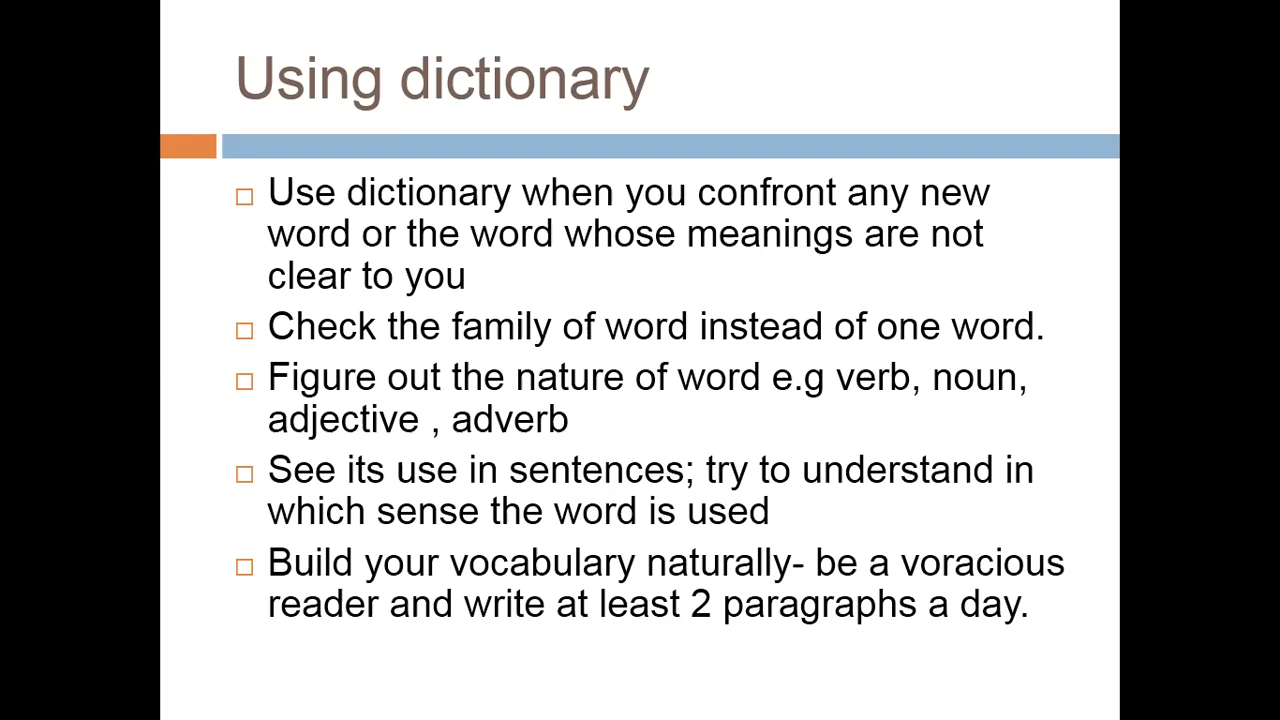 Using dictionary
Use dictionary when you confront any new
word or the word whose meanings are not
clear to you
Check the family of word instead of one word.
Figure out the nature of word e.g verb, noun,
adjective , adverb
See its use in sentences; try to understand in
which sense the word is used
Build your vocabulary naturally- be a voracious
reader and write at least 2 paragraphs a day.